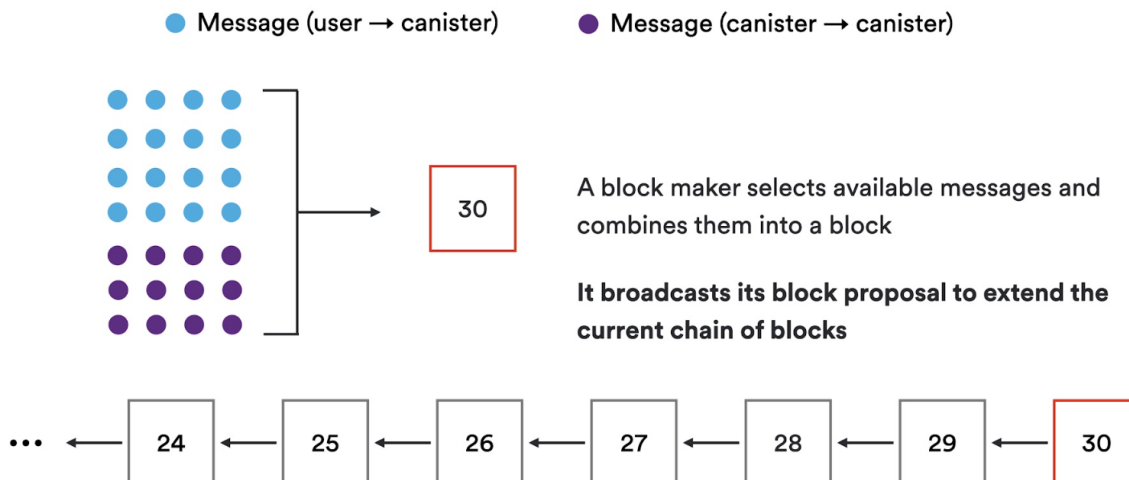 Message (user → canister)
Message (canister → canister)
30
A block maker selects available messages and
combines them into a block
It broadcasts its block proposal to extend the
current chain of blocks
... 24 25 26 27 28 29 30